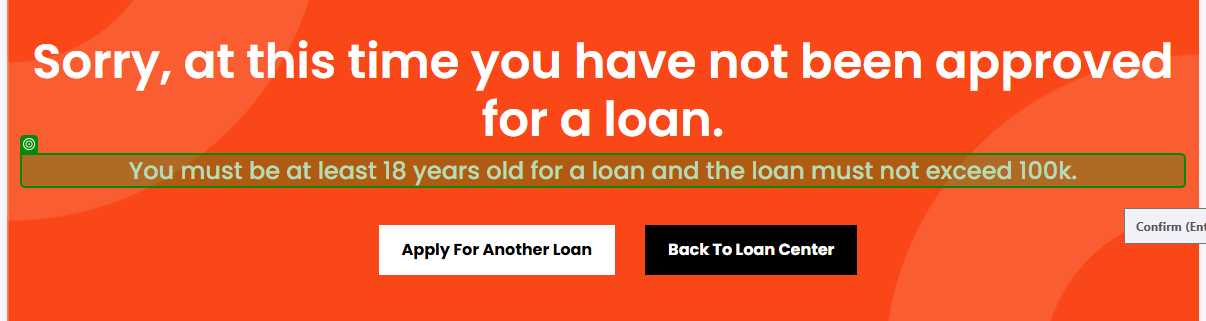 Sorry, at this time you have not been approved
for a loan.
You must be at least 18 years old for a loan and the loan must not exceed 100k.
Apply For Another Loan
Back To Loan Center
Confirm (Ent